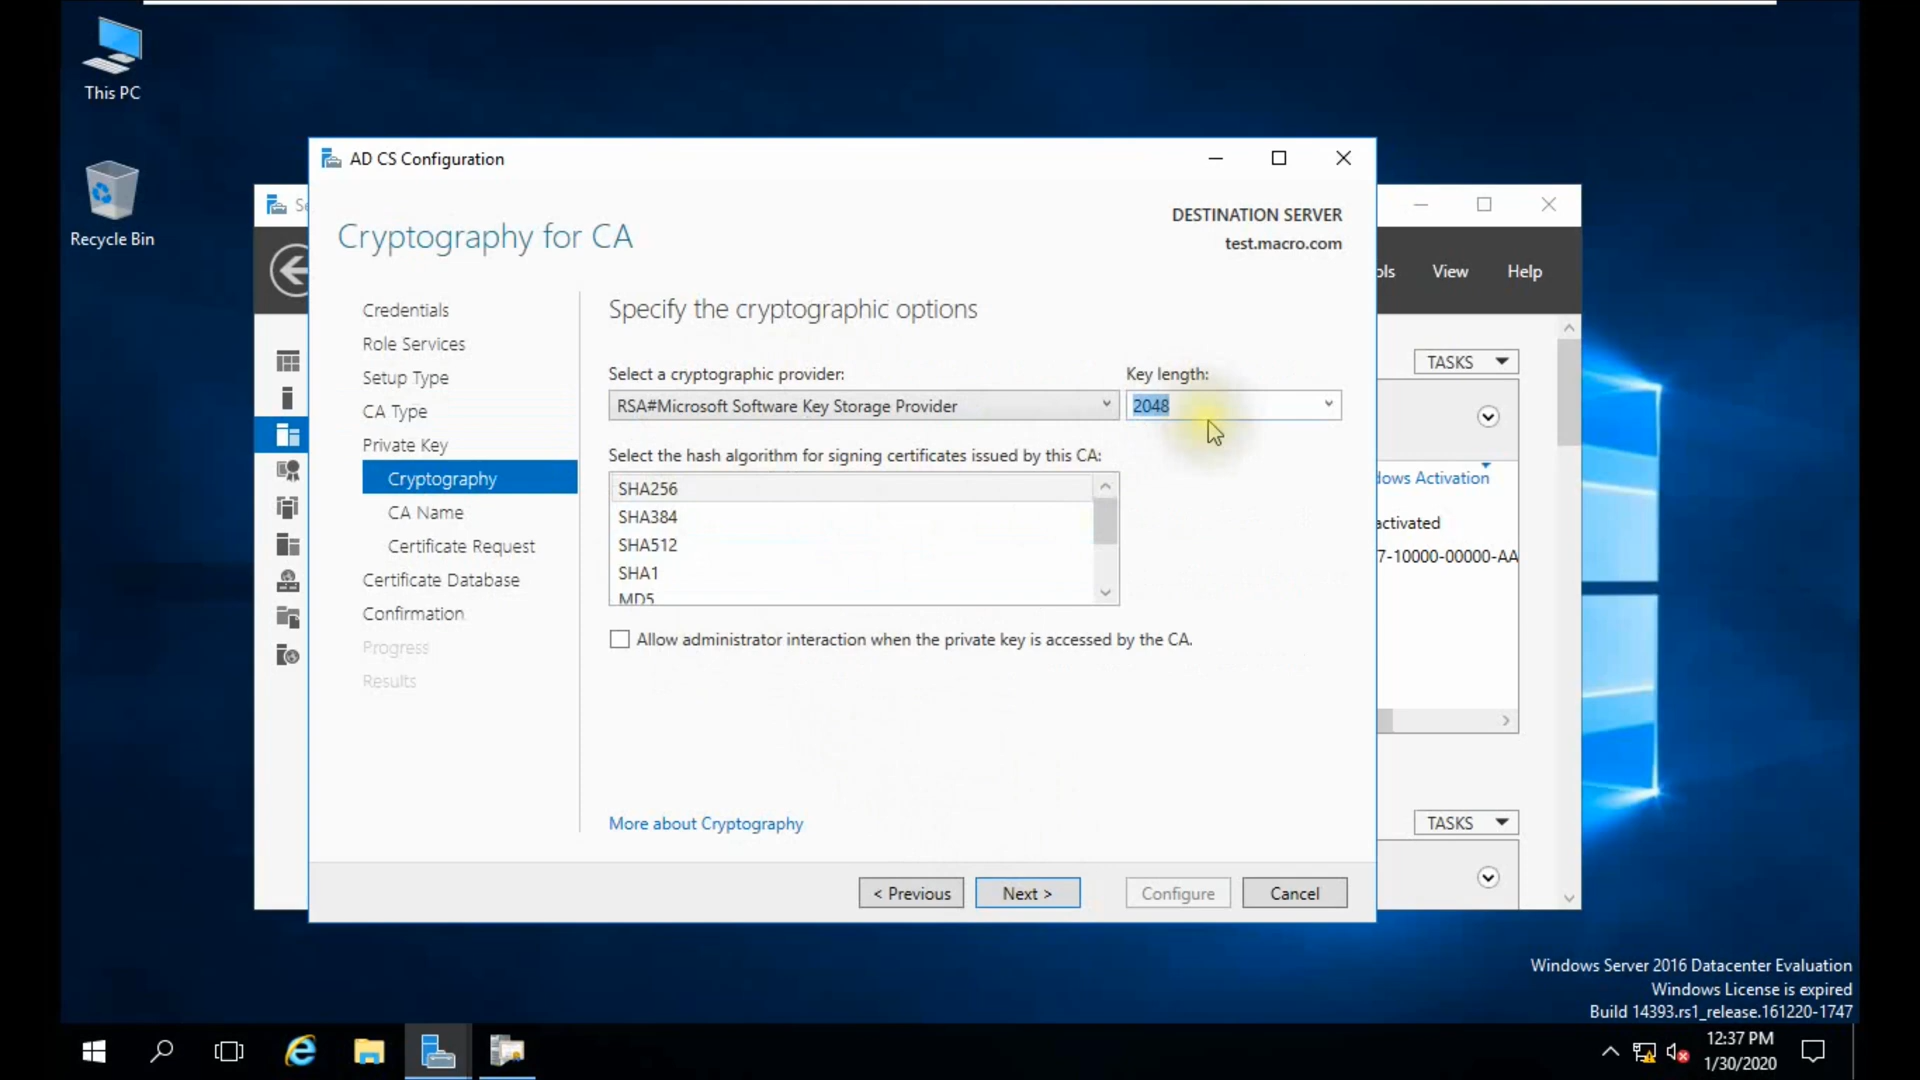 This PC
Recycle Bin
AD CS Configuration
Cryptography for CA
DESTINATION SERVER
test.macro.com
Credentials
Role Services
Setup Type
CA Type
Private Key
Cryptography
CA Name
Certificate Request
Certificate Database
Confirmation
Progress
Results
Specify the cryptographic options
Select a cryptographic provider:
Key length:
RSA#Microsoft Software Key Storage Provider
2048
Select the hash algorithm for signing certificates issued by this CA:
SHA256
SHA384
SHA512
SHA1
MD5
Allow administrator interaction when the private key is accessed by the CA.
More about Cryptography
< Previous
Next >
Configure
Cancel
View
Help
TASKS
dows Activation
activated
7-10000-00000-AA
TASKS
Windows Server 2016 Datacenter Evaluation
Windows License is expired
Build 14393.rs1_release.161220-1747
12:37 PM
1/30/2020